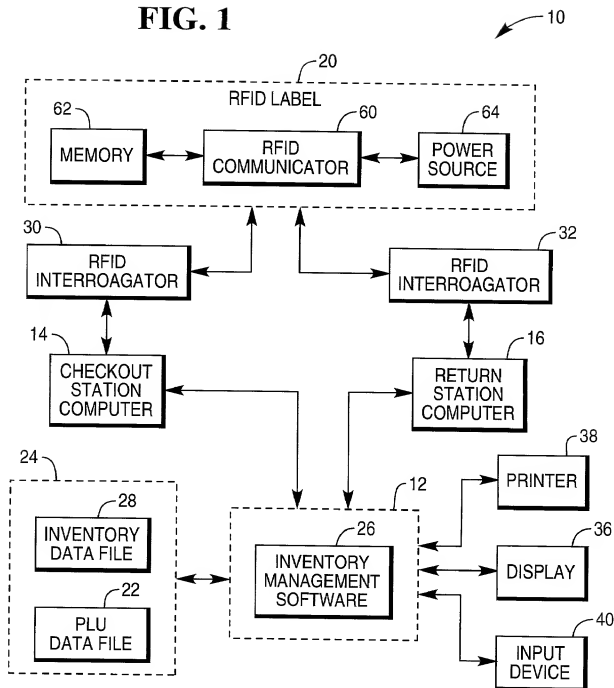 FIG. 1
10
20
RFID LABEL
62
60
64
MEMORY
RFID
COMMUNICATOR
POWER
SOURCE
30
32
RFID
INTERROAGATOR
RFID
INTERROGATOR
14
16
CHECKOUT
STATION
COMPUTER
RETURN
STATION
COMPUTER
38
PRINTER
24
28
INVENTORY
DATA FILE
22
PLU
DATA FILE
12
26
INVENTORY
MANAGEMENT
SOFTWARE
36
DISPLAY
40
INPUT
DEVICE